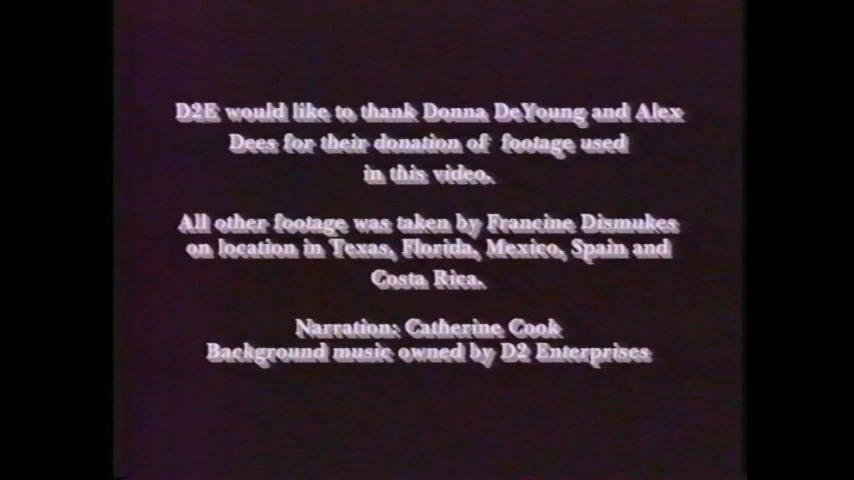 D2E would like to thank Donna DeYoung and Alex
Dees for their donation of footage used
in this video.
All other footage was taken by Francine Dismukes
on location in Texas, Florida, Mexico, Spain and
Costa Rica.
Narration: Catherine Cook
Background music owned by D2 Enterprises